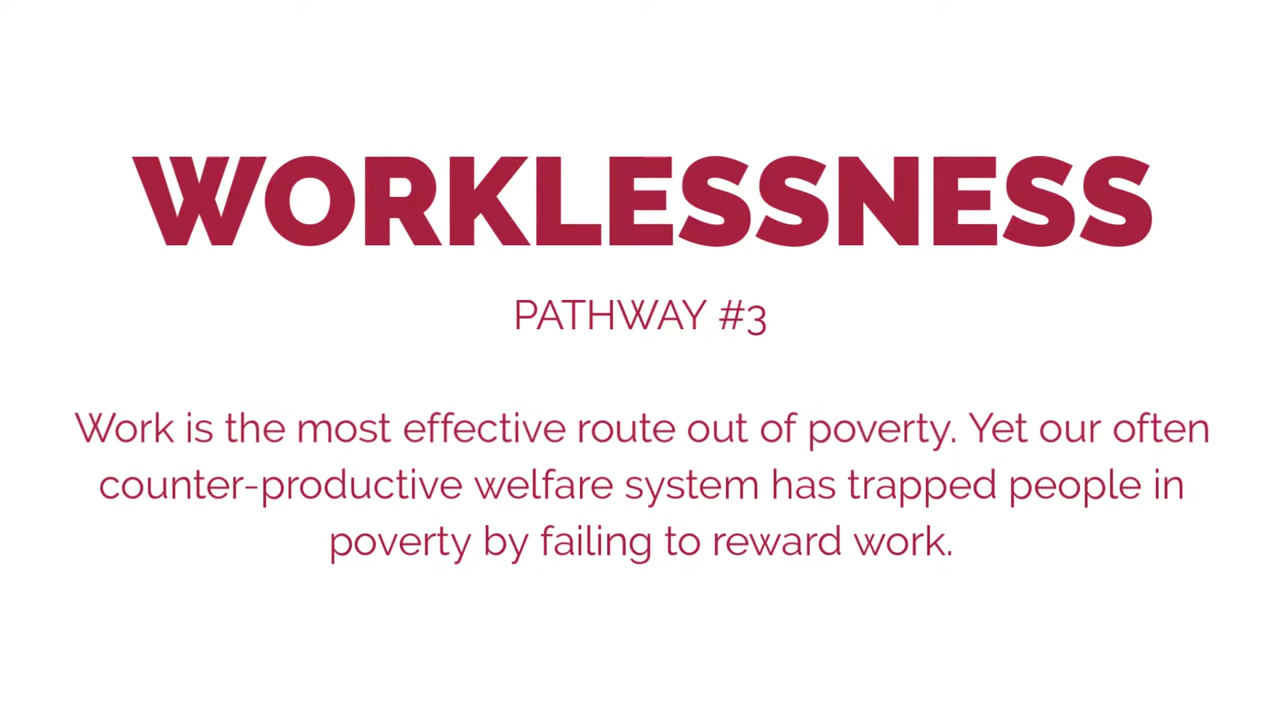 WORKLESSNESS
PATHWAY #3
Work is the most effective route out of poverty. Yet our often
counter-productive welfare system has trapped people in
poverty by failing to reward work.